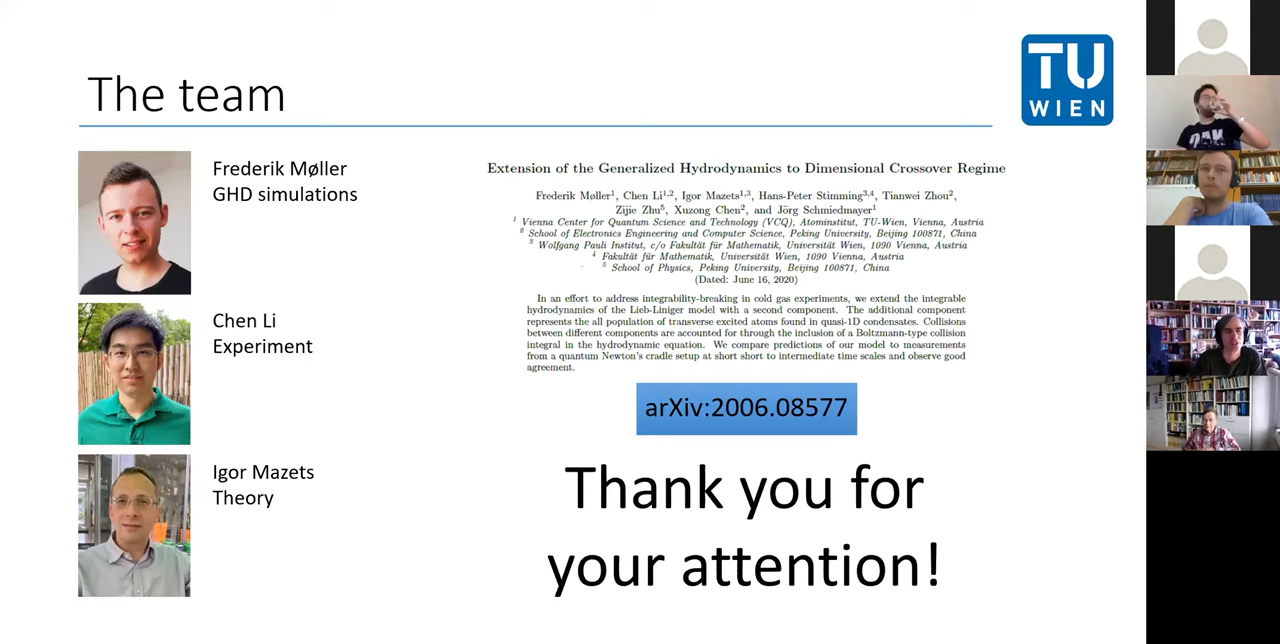 The team
TU
WIEN
Frederik Møller
GHD simulations
Chen Li
Experiment
Igor Mazets
Theory
Extension of the Generalized Hydrodynamics to Dimensional Crossover Regime
Frederik Møller1, Chen Li1,2, Igor Mazets1,3, Hans-Peter Stimming3,4, Tianwei Zhou2,
Zijie Zhu5, Xuzong Chen2, and Jörg Schmiedmayer1
1 Vienna Center for Quantum Science and Technology (VCQ), Atominstitut, TU-Wien, Vienna, Austria
2 School of Electronics Engineering and Computer Science, Peking University, Beijing 100871, China
3 Wolfgang Pauli Institut, c/o Fakultät für Mathematik, Universität Wien, 1090 Vienna, Austria
4 Fakultät für Mathematik, Universität Wien, 1090 Vienna, Austria
5 School of Physics, Peking University, Beijing 100871, China
(Dated: June 16, 2020)
In an effort to address integrability-breaking in cold gas experiments, we extend the integrable
hydrodynamics of the Lieb-Liniger model with a second component. The additional component
represents the all population of transverse excited atoms found in quasi-1D condensates. Collisions
between different components are accounted for through the inclusion of a Boltzmann-type collision
integral in the hydrodynamic equation. We compare predictions of our model to measurements
from a quantum Newton's cradle setup at short short to intermediate time scales and observe good
agreement.
arXiv:2006.08577
Thank you for
your attention!